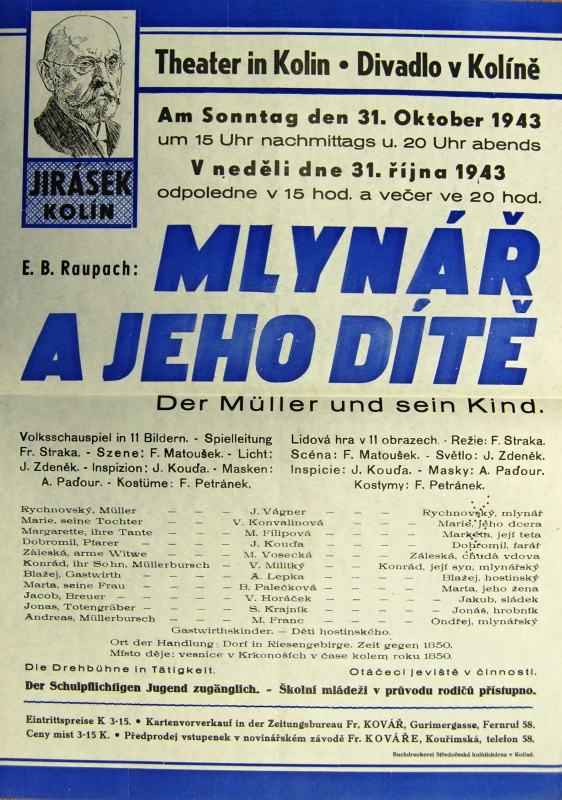 JIRÁSEK
KOLÍN
Theater in Kolin • Divadlo v Kolíně
Am Sonntag den 31. Oktober 1943
um 15 Uhr nachmittags u. 20 Uhr abends
V neděli dne 31. října 1943
odpoledne v 15 hod. a večer ve 20 hod.
E. B. Raupach: MLYNÁŘ
A JEHO DÍTĚ
Der Müller und sein Kind.
Volksschauspiel in 11 Bildern. - Spielleitung
Fr. Straka. - Szene: F. Matoušek. - Licht:
J. Zdeněk. - Inspizion: J. Kouďa. - Masken:
A. Paďour. - Kostüme: F. Petránek.
Lidová hra v 11 obrazech. · Režie: F. Straka.
Scéna: F. Matoušek. - Světlo: J. Zdeněk.
Inspicie: J. Kouďa. - Masky: A. Paďour.
Kostymy: F. Petránek.
Rychnovský, Müller — — — J. Vágner — — — Rychnovský, mlynář
Marie, seine Tochter — — — V. Konvalinová — — — Marie, jeho dcera
Margarette, ihre Tante — — — M. Filipová — — — Markéta, její teta
Dobromil, Pfarer — — — J. Kouďa — — — Dobromil, farář
Záleská, arme Witwe — — — M. Vosecká — — — Záleská, chudá vdova
Konrád, ihr Sohn, Müllerbursch — — — V. Militký — — — Konrád, její syn, mlynářský
Blažej, Gastwirth — — — A. Lepka — — — Blažej, hostinský
Marta, seine Frau — — — B. Palečková — — — Marta, jeho žena
Jacob, Breuer — — — V. Horáček — — — Jakub, sládek
Jonas, Totengräber — — — S. Krajník — — — Jonáš, hrobník
Andreas, Müllerbursch — — — M. Franc — — — Ondřej, mlynářský
Gastwirthskinder. — Děti hostinského.
Ort der Handlung: Dorf in Riesengebirge. Zeit gegen 1850.
Místo děje: vesnice v Krkonoších v čase kolem roku 1850.
Die Drehbühne in Tätigkeit. Otáčecí jeviště v činnosti.
Der Schulpflichtigen Jugend zugänglich. - Školní mládeži v průvodu rodičů přístupno.
Eintrittspreise K 3-15. • Kartenvorverkauf in der Zeitungsbureau Fr. KOVÁŘ, Gurimergasse, Fernruf 58.
Ceny míst 3-15 K. • Předprodej vstupenek v novinářském závodě Fr. KOVÁŘE, Kouřimská, telefon 58.
Buchdruckerei Středočeská knihtiskárna v Kolíně.